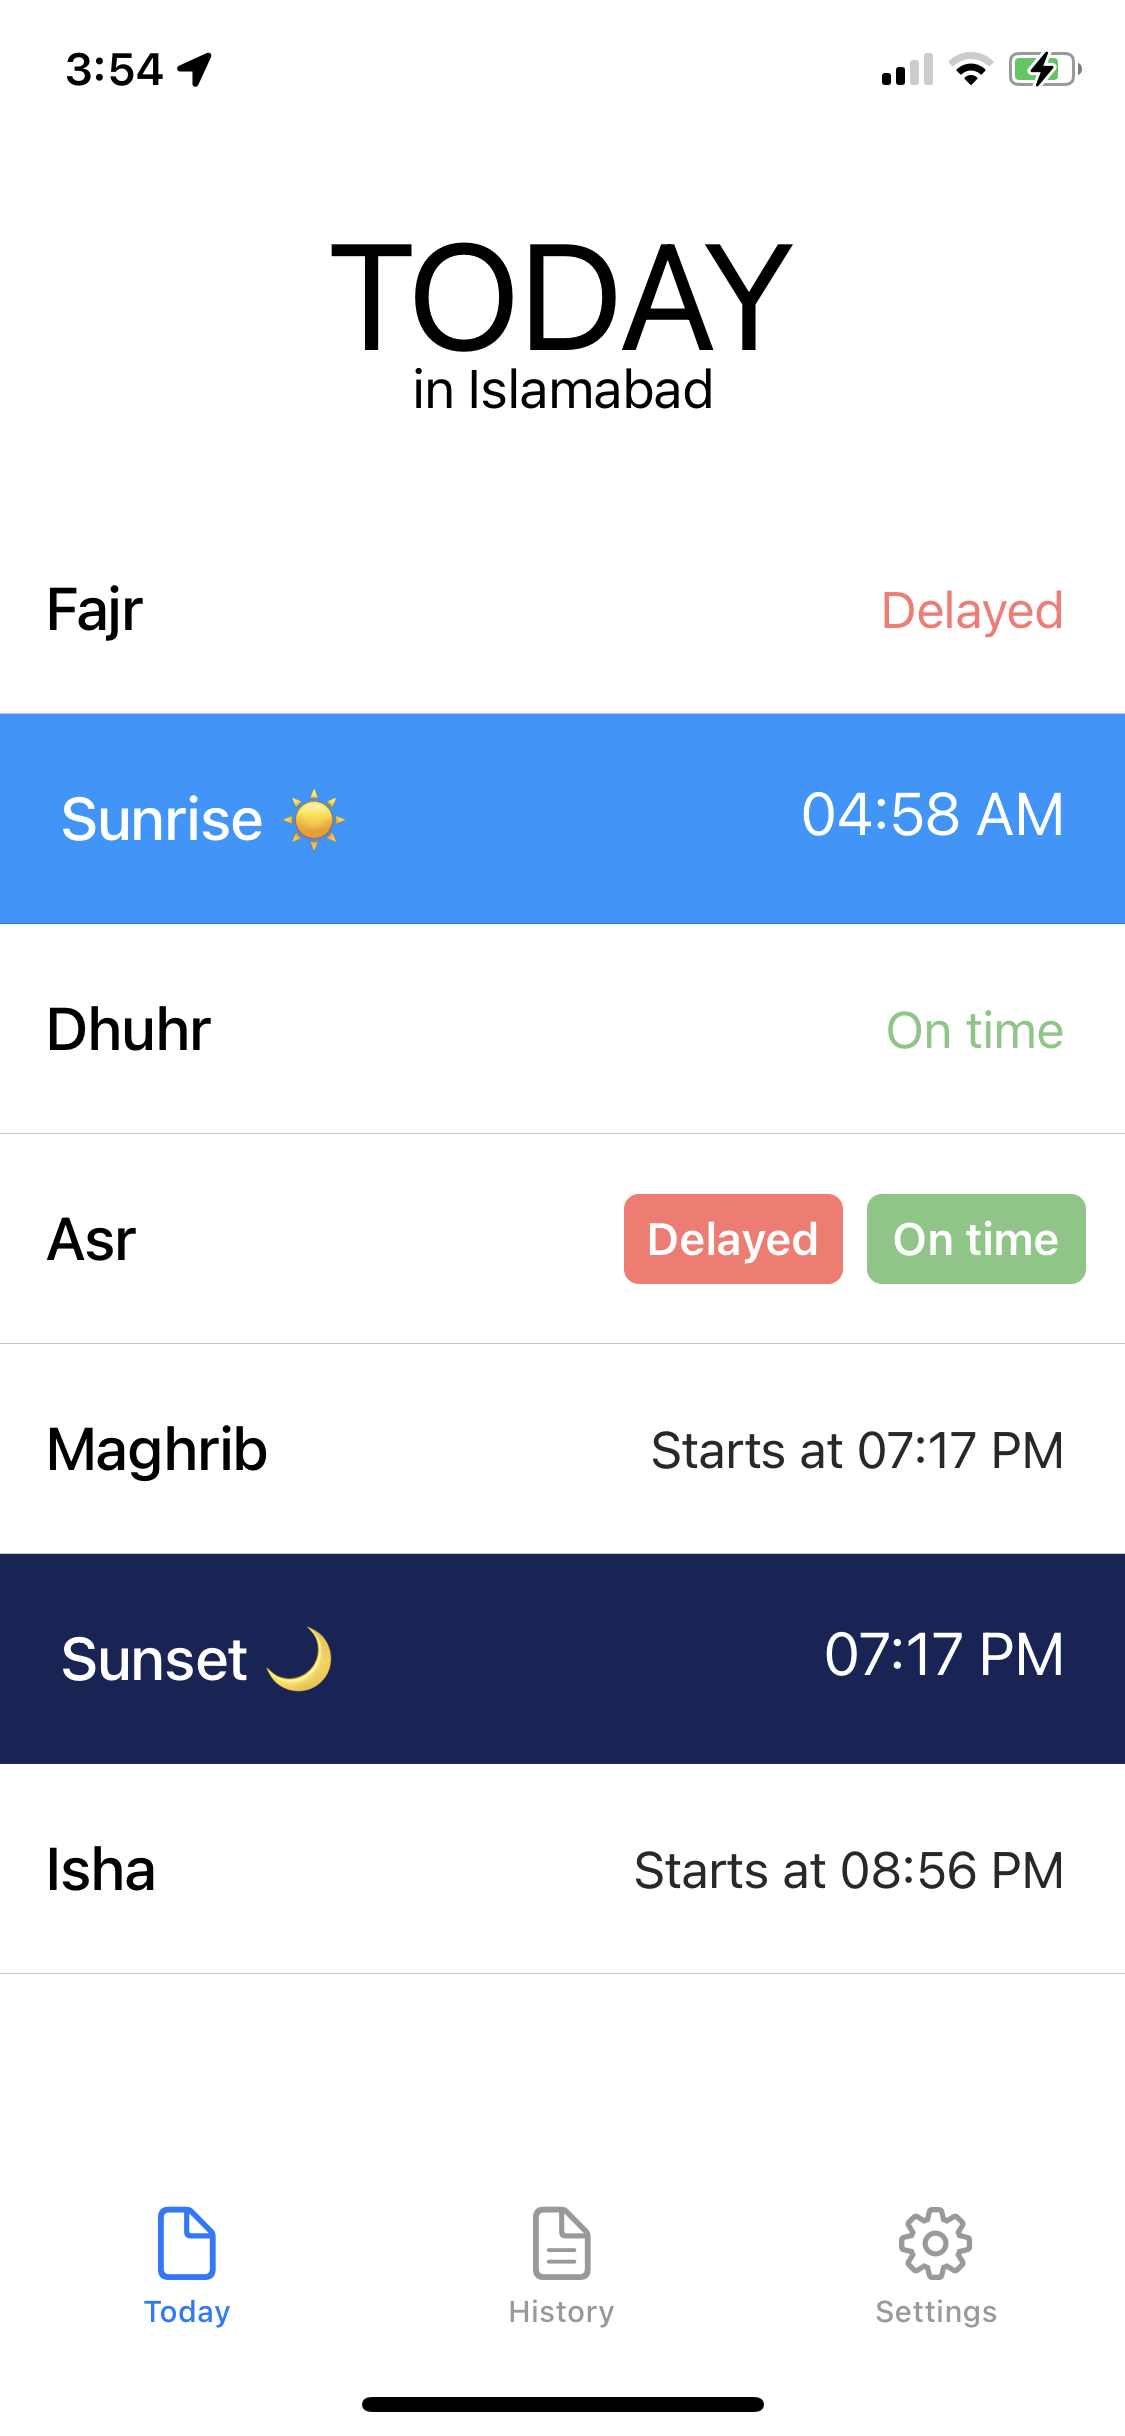 3:54
TODAY
in Islamabad
Fajr Delayed
Sunrise 04:58 AM
Dhuhr On time
Asr Delayed On time
Maghrib Starts at 07:17 PM
Sunset 07:17 PM
Isha Starts at 08:56 PM
Today History Settings